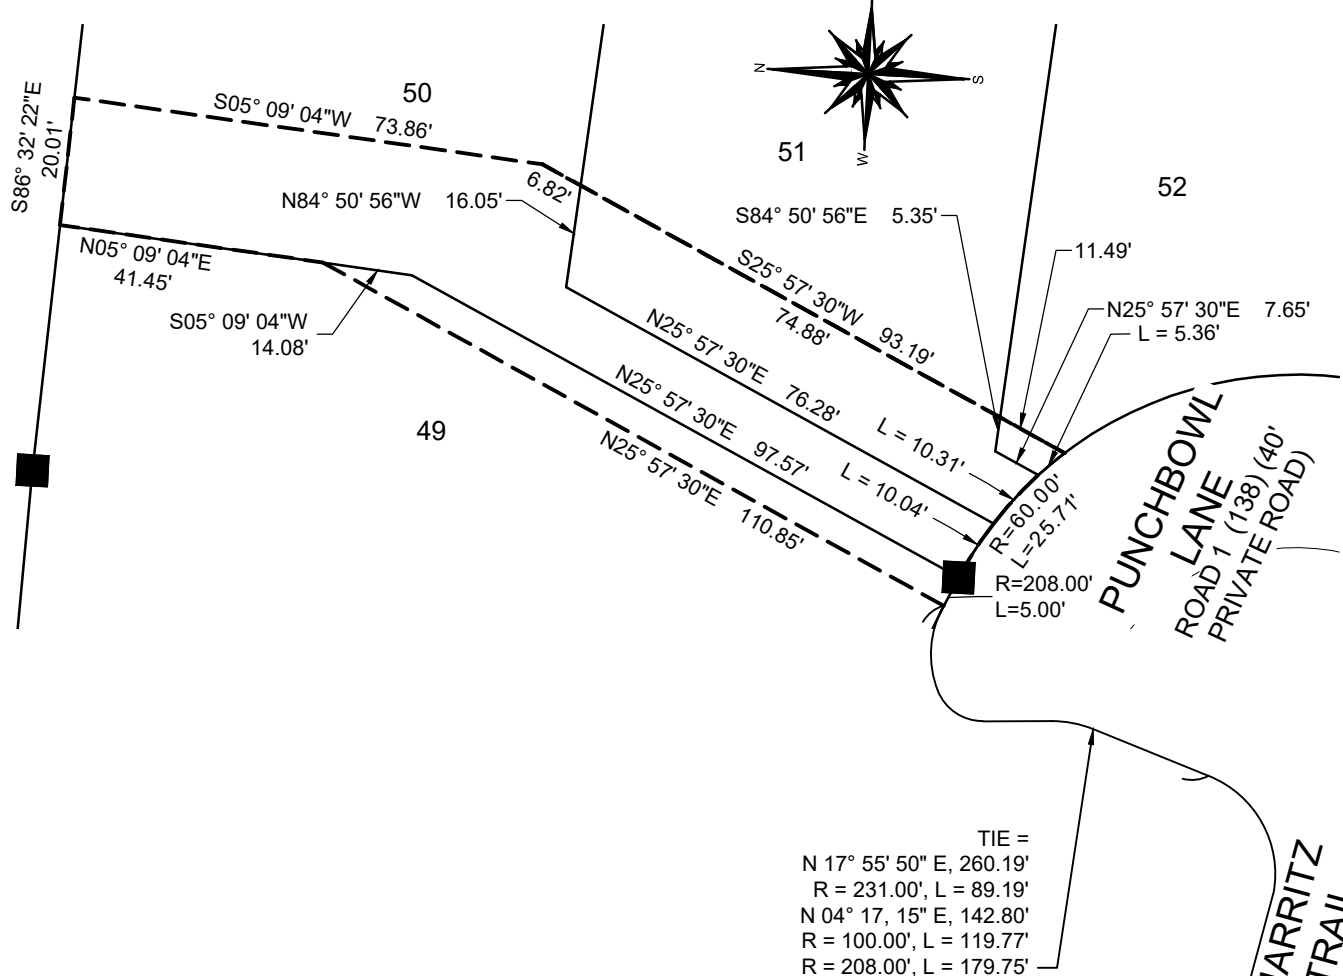 50
51
52
49
N
S
W
S86° 32' 22"E
20.01'
S05° 09' 04"W 73.86'
6.82'
N84° 50' 56"W 16.05'
S84° 50' 56"E 5.35'
11.49'
N25° 57' 30"E 7.65'
L = 5.36'
N05° 09' 04"E
41.45'
S05° 09' 04"W
14.08'
S25° 57' 30"W 93.19'
74.88'
N25° 57' 30"E 76.28'
N25° 57' 30"E 97.57'
N25° 57' 30"E 110.85'
L = 10.31'
L = 10.04'
R=60.00'
L=25.71'
R=208.00'
L=5.00'
PUNCHBOWL
LANE
ROAD 1 (138) (40'
PRIVATE ROAD)
TIE =
N 17° 55' 50" E, 260.19'
R = 231.00', L = 89.19'
N 04° 17, 15" E, 142.80'
R = 100.00', L = 119.77'
R = 208.00', L = 179.75'
ARRITZ
TRAIL